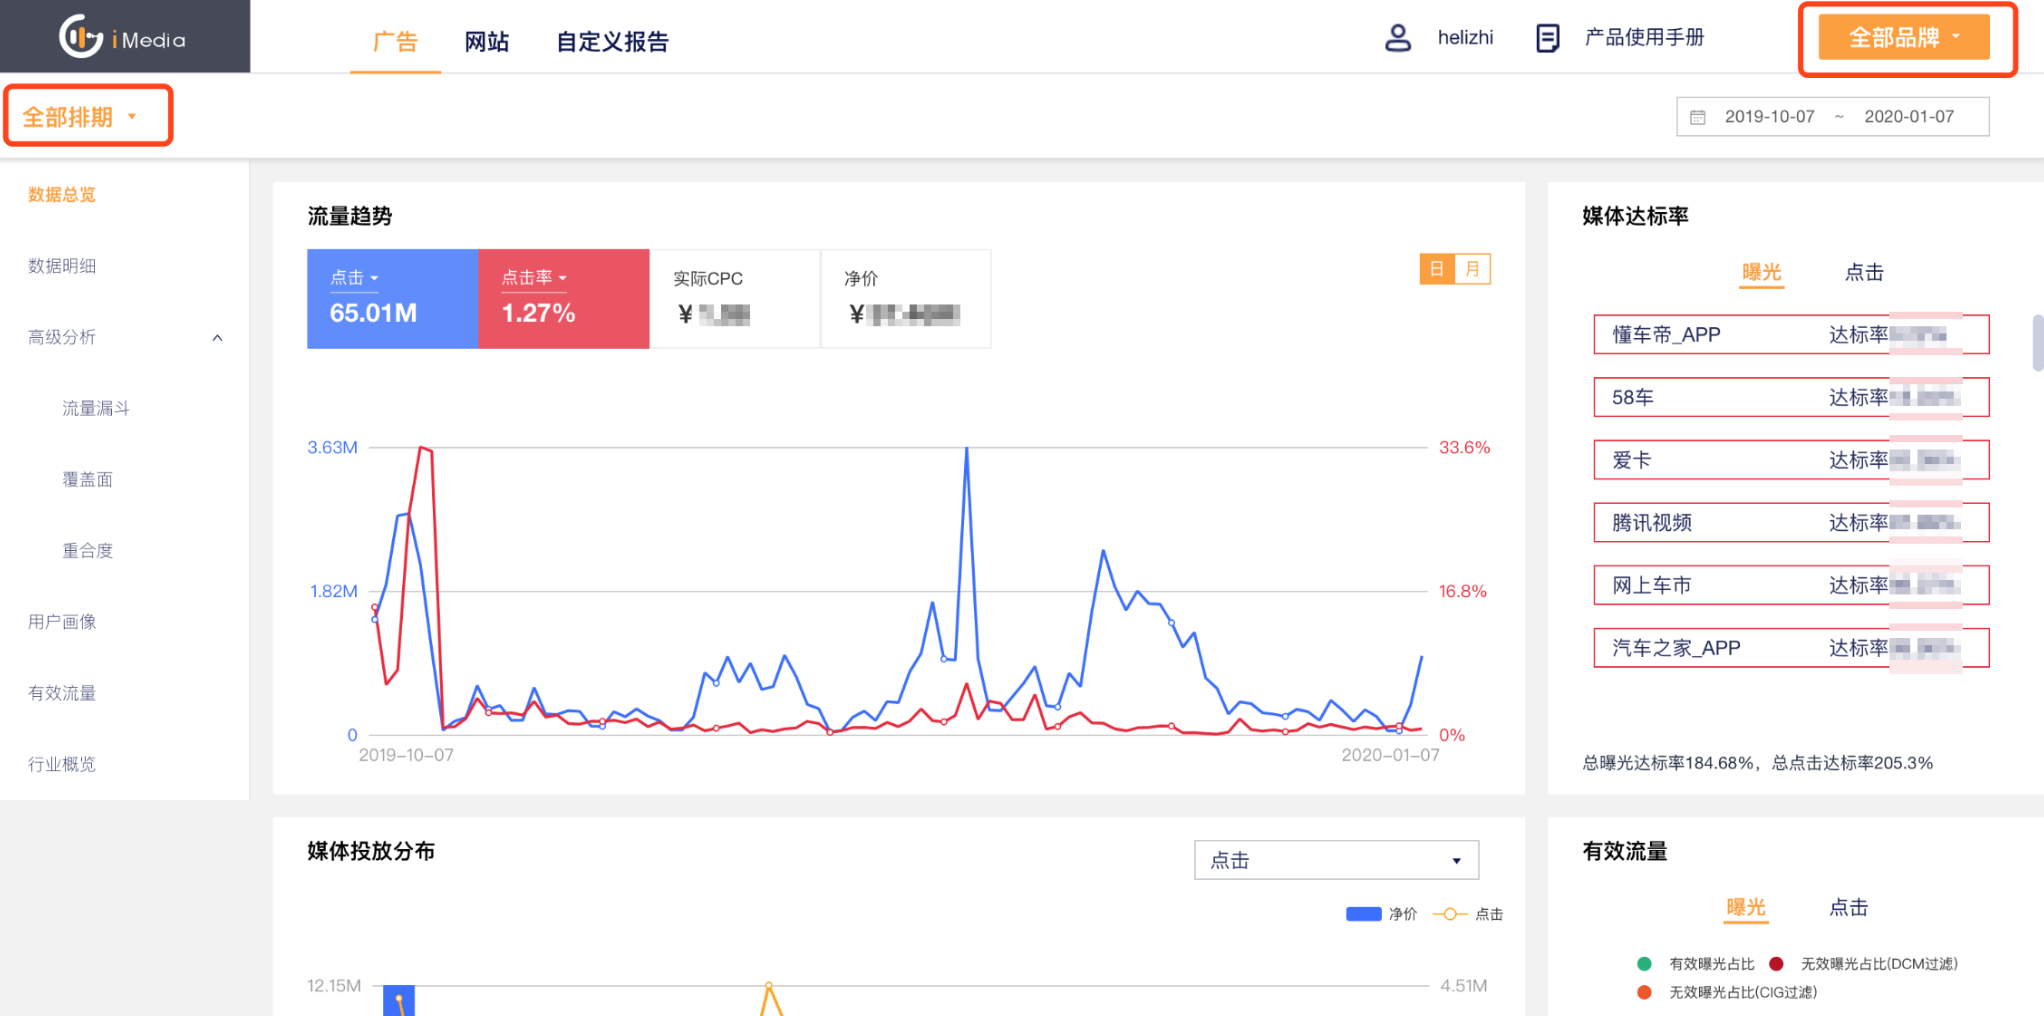 iMedia
广告 网站 自定义报告 helizhi 产品使用手册 全部品牌
全部排期 2019-10-07 ~ 2020-01-07
数据总览
数据明细
高级分析
流量漏斗
覆盖面
重合度
用户画像
有效流量
行业概览
流量趋势
点击 点击率 实际CPC 净价
65.01M 1.27% ¥ ¥
日 月
3.63M 33.6%
1.82M 16.8%
0 0%
2019-10-07 2020-01-07
媒体达标率
曝光 点击
懂车帝_APP 达标率
58车 达标率
爱卡 达标率
腾讯视频 达标率
网上车市 达标率
汽车之家_APP 达标率
总曝光达标率184.68%，总点击达标率205.3%
媒体投放分布
点击
净价 点击
12.15M 4.51M
有效流量
曝光 点击
有效曝光占比 无效曝光占比(DCM过滤)
无效曝光占比(CIG过滤)